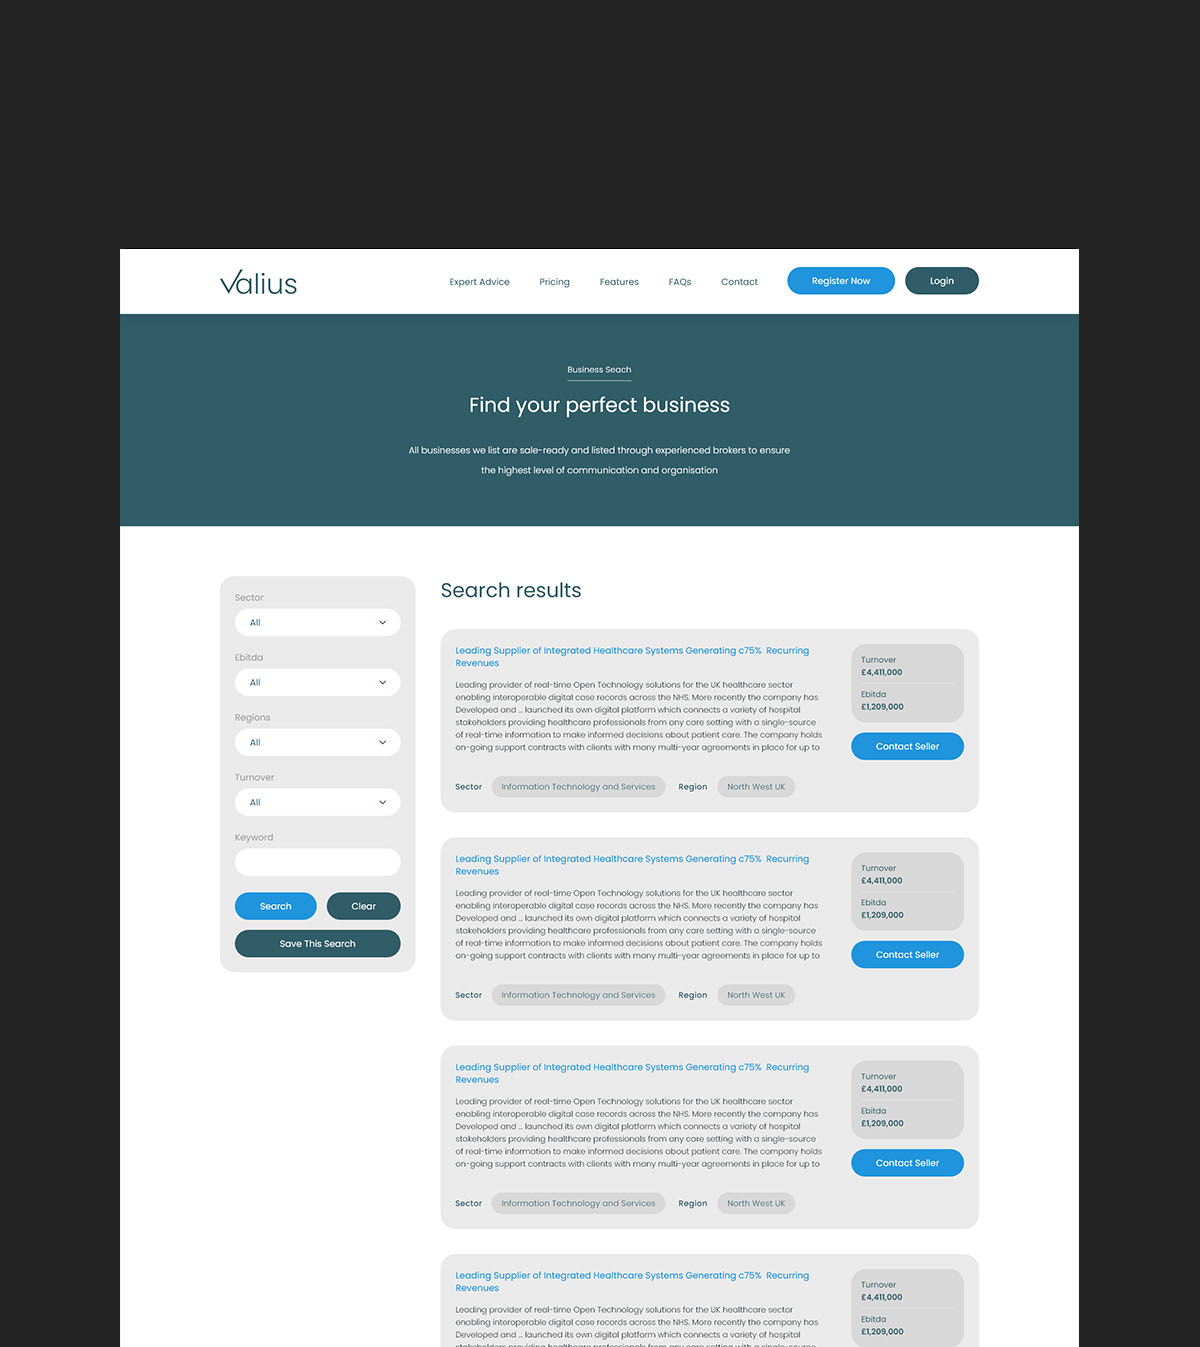 Valius
Expert Advice
Pricing
Features
FAQs
Contact
Register Now
Login
Business Seach
Find your perfect business
All businesses we list are sale-ready and listed through experienced brokers to ensure
the highest level of communication and organisation
Sector
All
Ebitda
All
Regions
All
Turnover
All
Keyword
Search
Clear
Save This Search
Search results
Leading Supplier of Integrated Healthcare Systems Generating c75% Recurring
Revenues
Leading provider of real-time Open Technology solutions for the UK healthcare sector
enabling interoperable digital case records across the NHS. More recently the company has
Developed and ... launched its own digital platform which connects a variety of hospital
stakeholders providing healthcare professionals from any care setting with a single-source
of real-time information to make informed decisions about patient care. The company holds
on-going support contracts with clients with many multi-year agreements in place for up to
Sector
Information Technology and Services
Region
North West UK
Turnover
£4,411,000
Ebitda
£1,209,000
Contact Seller
Leading Supplier of Integrated Healthcare Systems Generating c75% Recurring
Revenues
Leading provider of real-time Open Technology solutions for the UK healthcare sector
enabling interoperable digital case records across the NHS. More recently the company has
Developed and ... launched its own digital platform which connects a variety of hospital
stakeholders providing healthcare professionals from any care setting with a single-source
of real-time information to make informed decisions about patient care. The company holds
on-going support contracts with clients with many multi-year agreements in place for up to
Sector
Information Technology and Services
Region
North West UK
Turnover
£4,411,000
Ebitda
£1,209,000
Contact Seller
Leading Supplier of Integrated Healthcare Systems Generating c75% Recurring
Revenues
Leading provider of real-time Open Technology solutions for the UK healthcare sector
enabling interoperable digital case records across the NHS. More recently the company has
Developed and ... launched its own digital platform which connects a variety of hospital
stakeholders providing healthcare professionals from any care setting with a single-source
of real-time information to make informed decisions about patient care. The company holds
on-going support contracts with clients with many multi-year agreements in place for up to
Sector
Information Technology and Services
Region
North West UK
Turnover
£4,411,000
Ebitda
£1,209,000
Contact Seller
Leading Supplier of Integrated Healthcare Systems Generating c75% Recurring
Revenues
Leading provider of real-time Open Technology solutions for the UK healthcare sector
enabling interoperable digital case records across the NHS. More recently the company has
Developed and ... launched its own digital platform which connects a variety of hospital
stakeholders providing healthcare professionals from any care setting with a single-source
Turnover
£4,411,000
Ebitda
£1,209,000